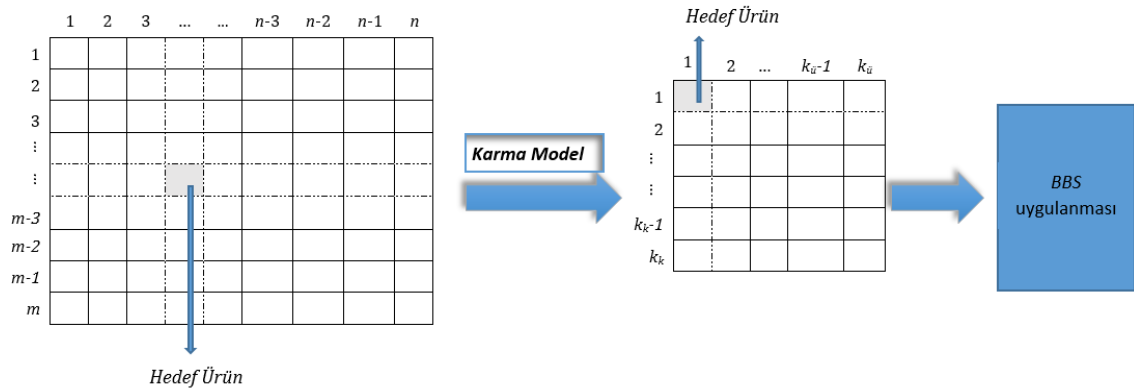 1 2 3 ... ... n-3 n-2 n-1 n
1
2
3
⋮
⋮
m-3
m-2
m-1
m
Hedef Ürün
Karma Model
Hedef Ürün
1 2 ... kü-1 kü
1
2
⋮
⋮
kk-1
kk
BBS
uygulanması